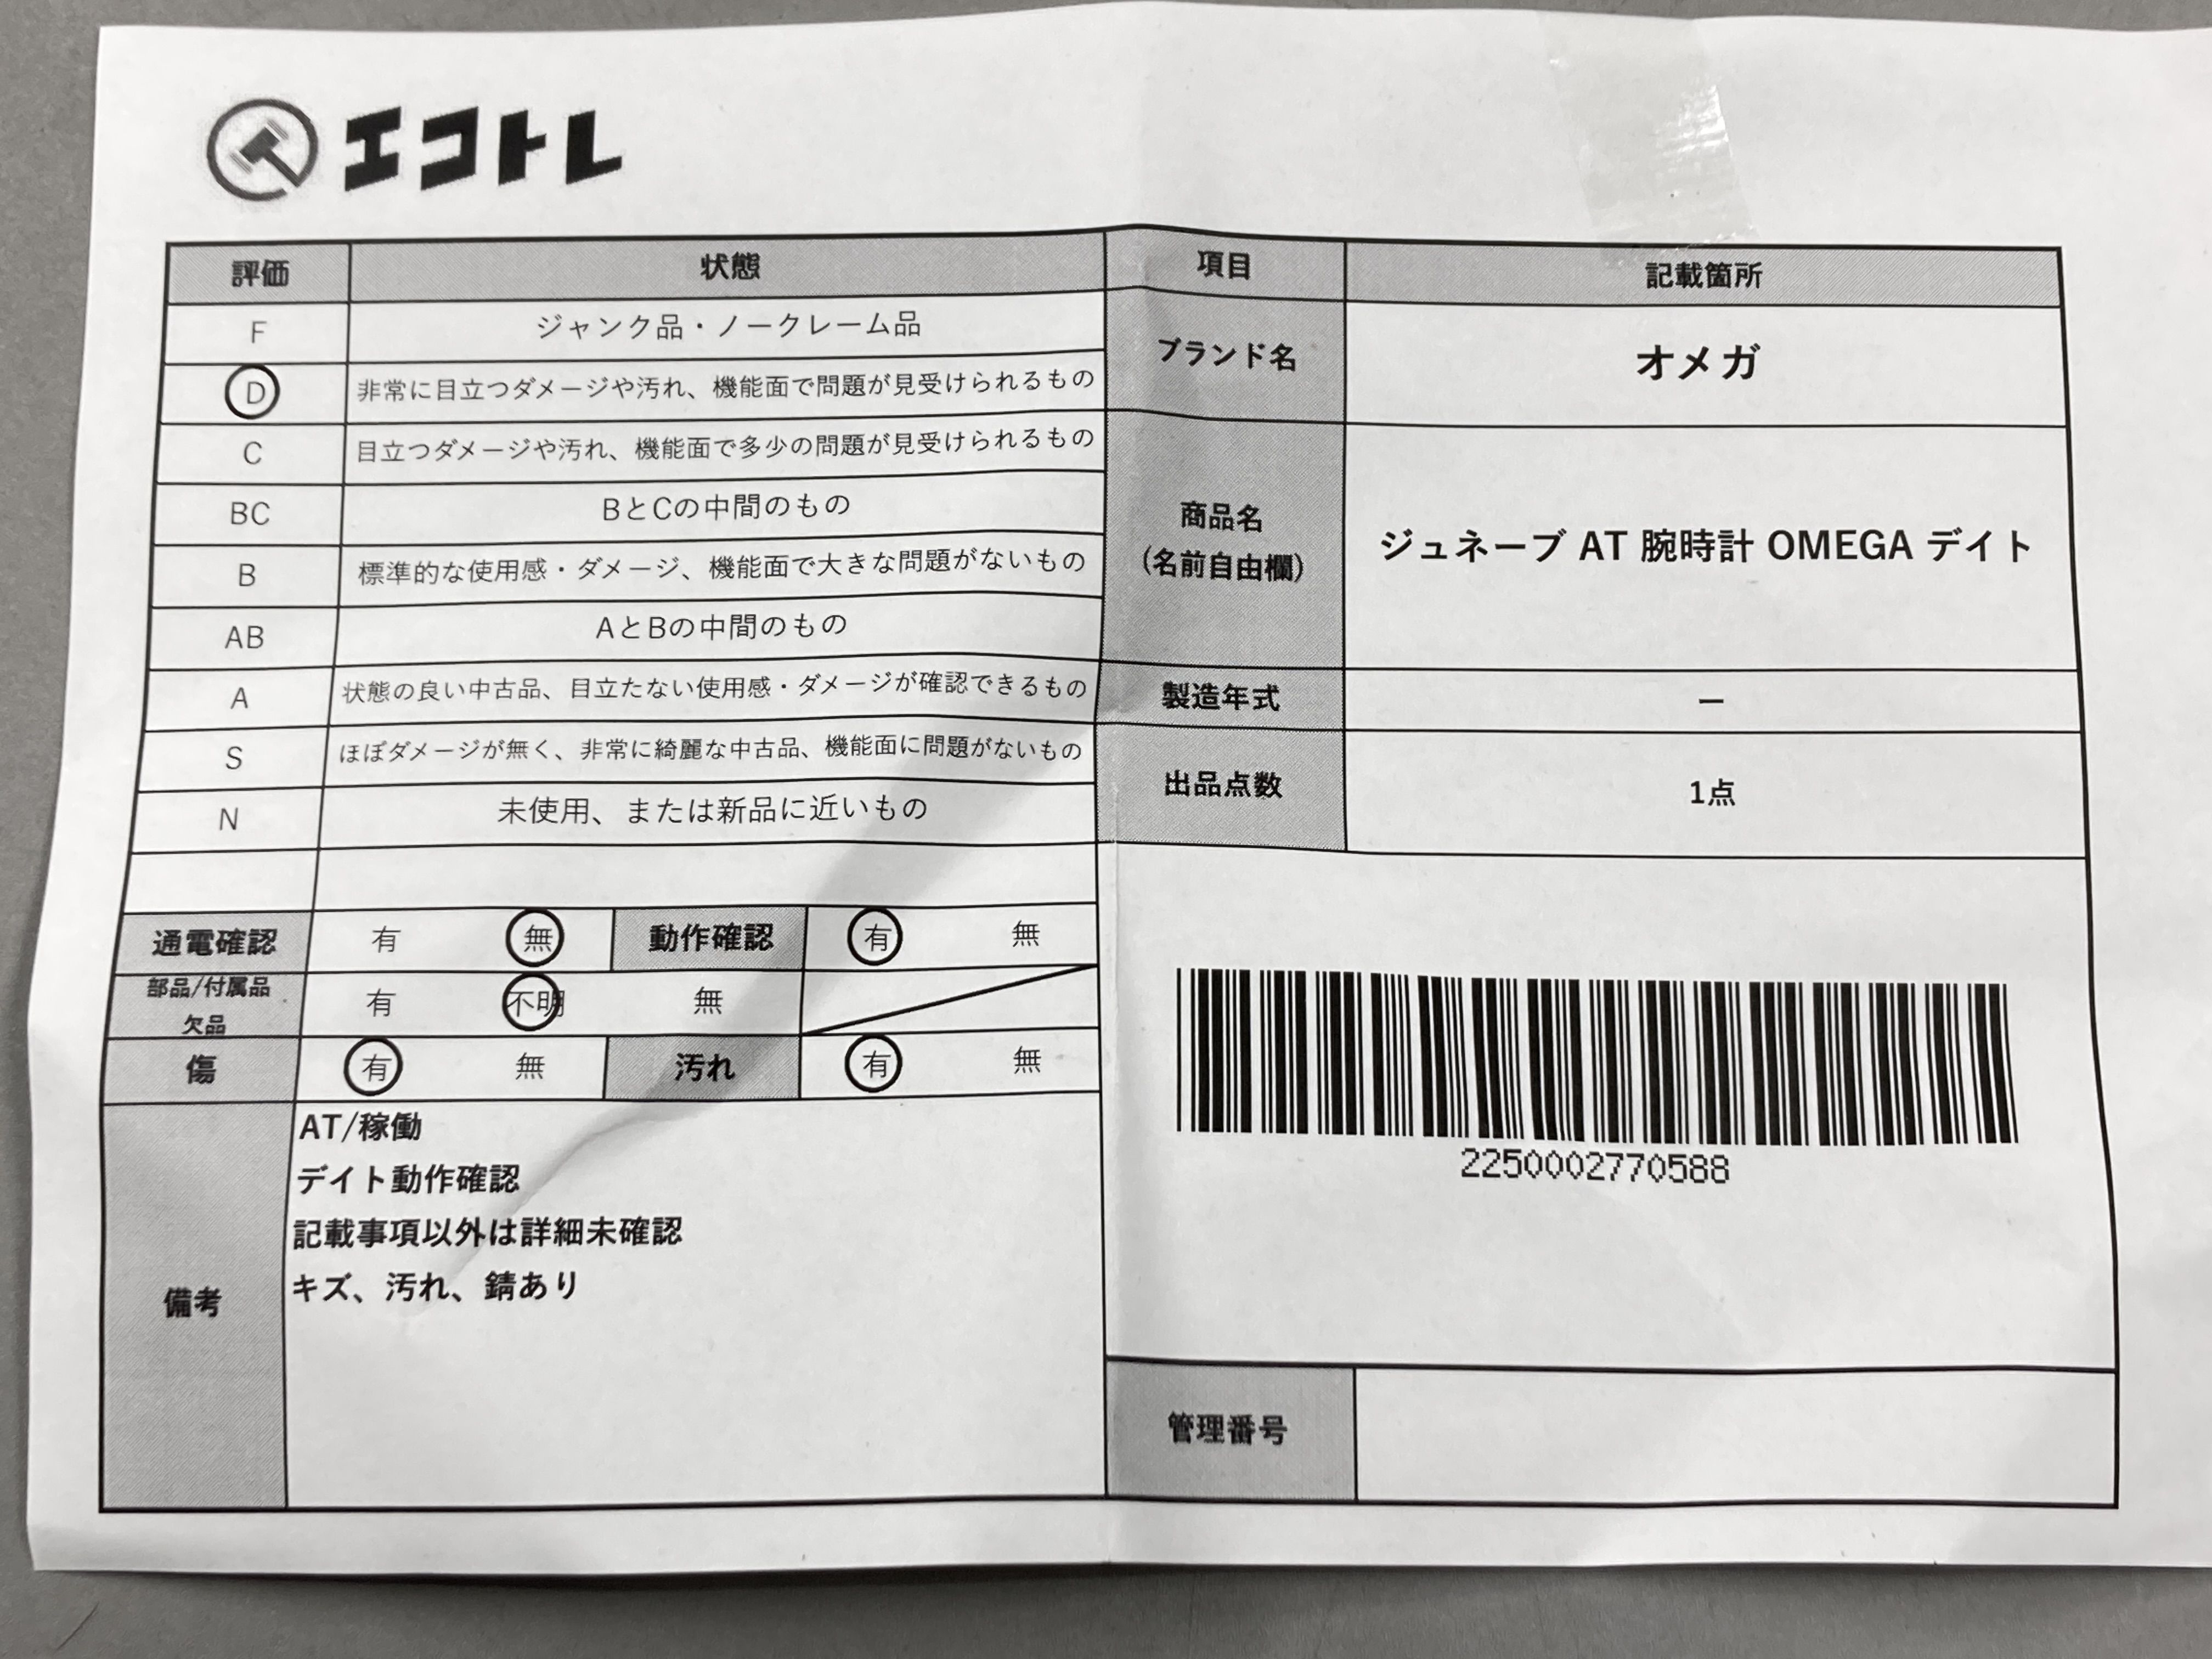 エコトレ
評価 状態
F ジャンク品・ノークレーム品
D 非常に目立つダメージや汚れ、機能面で問題が見受けられるもの
C 目立つダメージや汚れ、機能面で多少の問題が見受けられるもの
BC BとCの中間のもの
B 標準的な使用感・ダメージ、機能面で大きな問題がないもの
AB AとBの中間のもの
A 状態の良い中古品、目立たない使用感・ダメージが確認できるもの
S ほぼダメージが無く、非常に綺麗な中古品、機能面に問題がないもの
N 未使用、または新品に近いもの
通電確認 有 無 動作確認 有 無
部品/付属品
欠品 有 不明 無
傷 有 無 汚れ 有 無
備考
AT/稼働
デイト動作確認
記載事項以外は詳細未確認
キズ、汚れ、錆あり
項目 記載箇所
ブランド名 オメガ
商品名
(名前自由欄)
ジュネーブ AT 腕時計 OMEGA デイト
製造年式 ー
出品点数 1点
2250002770588
管理番号